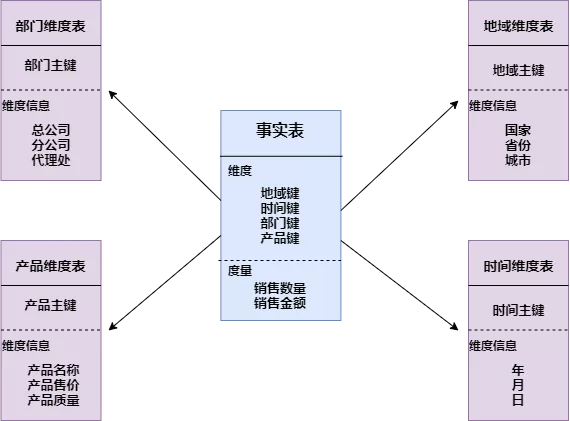 部门维度表
部门主键
维度信息
总公司
分公司
代理处
地域维度表
地域主键
维度信息
国家
省份
城市
事实表
维度
地域键
时间键
部门键
产品键
度量
销售数量
销售金额
产品维度表
产品主键
维度信息
产品名称
产品售价
产品质量
时间维度表
时间主键
维度信息
年
月
日